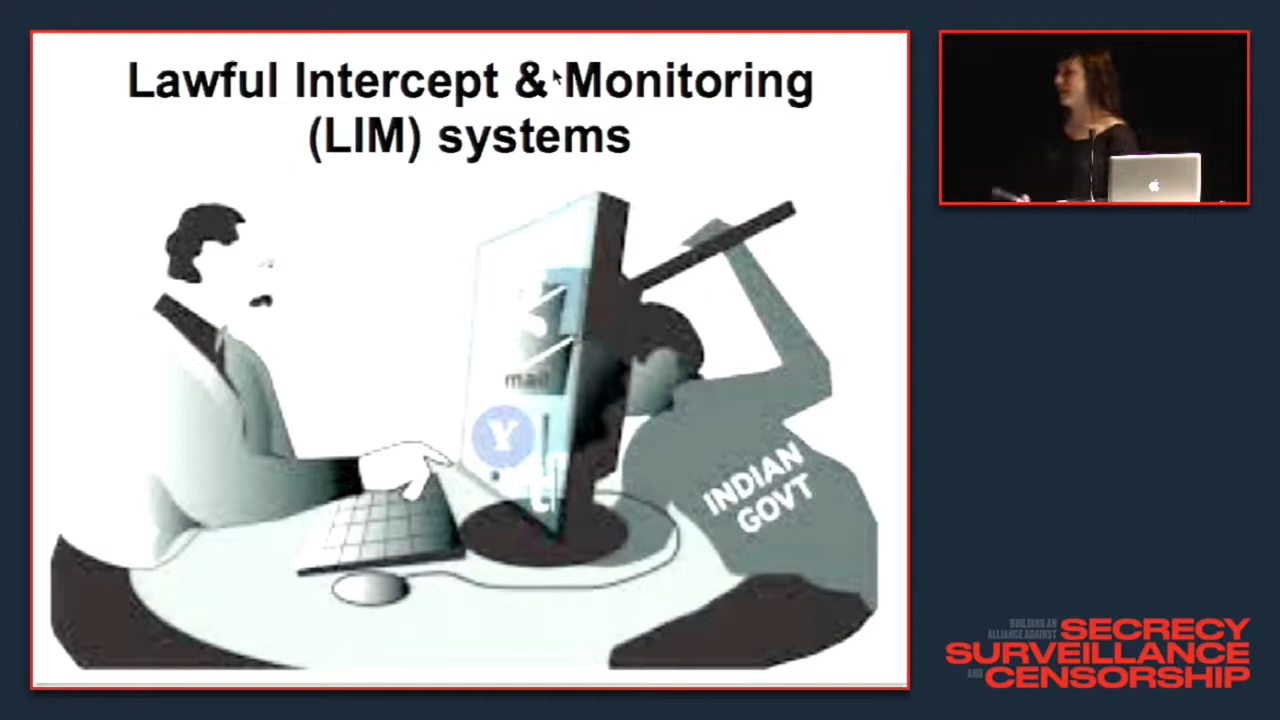 Lawful Intercept & Monitoring
(LIM) systems
mail
Y
INDIAN
GOVT
BUILDING AN
ALLIANCE AGAINST
SECRECY
SURVEILLANCE
AND
CENSORSHIP